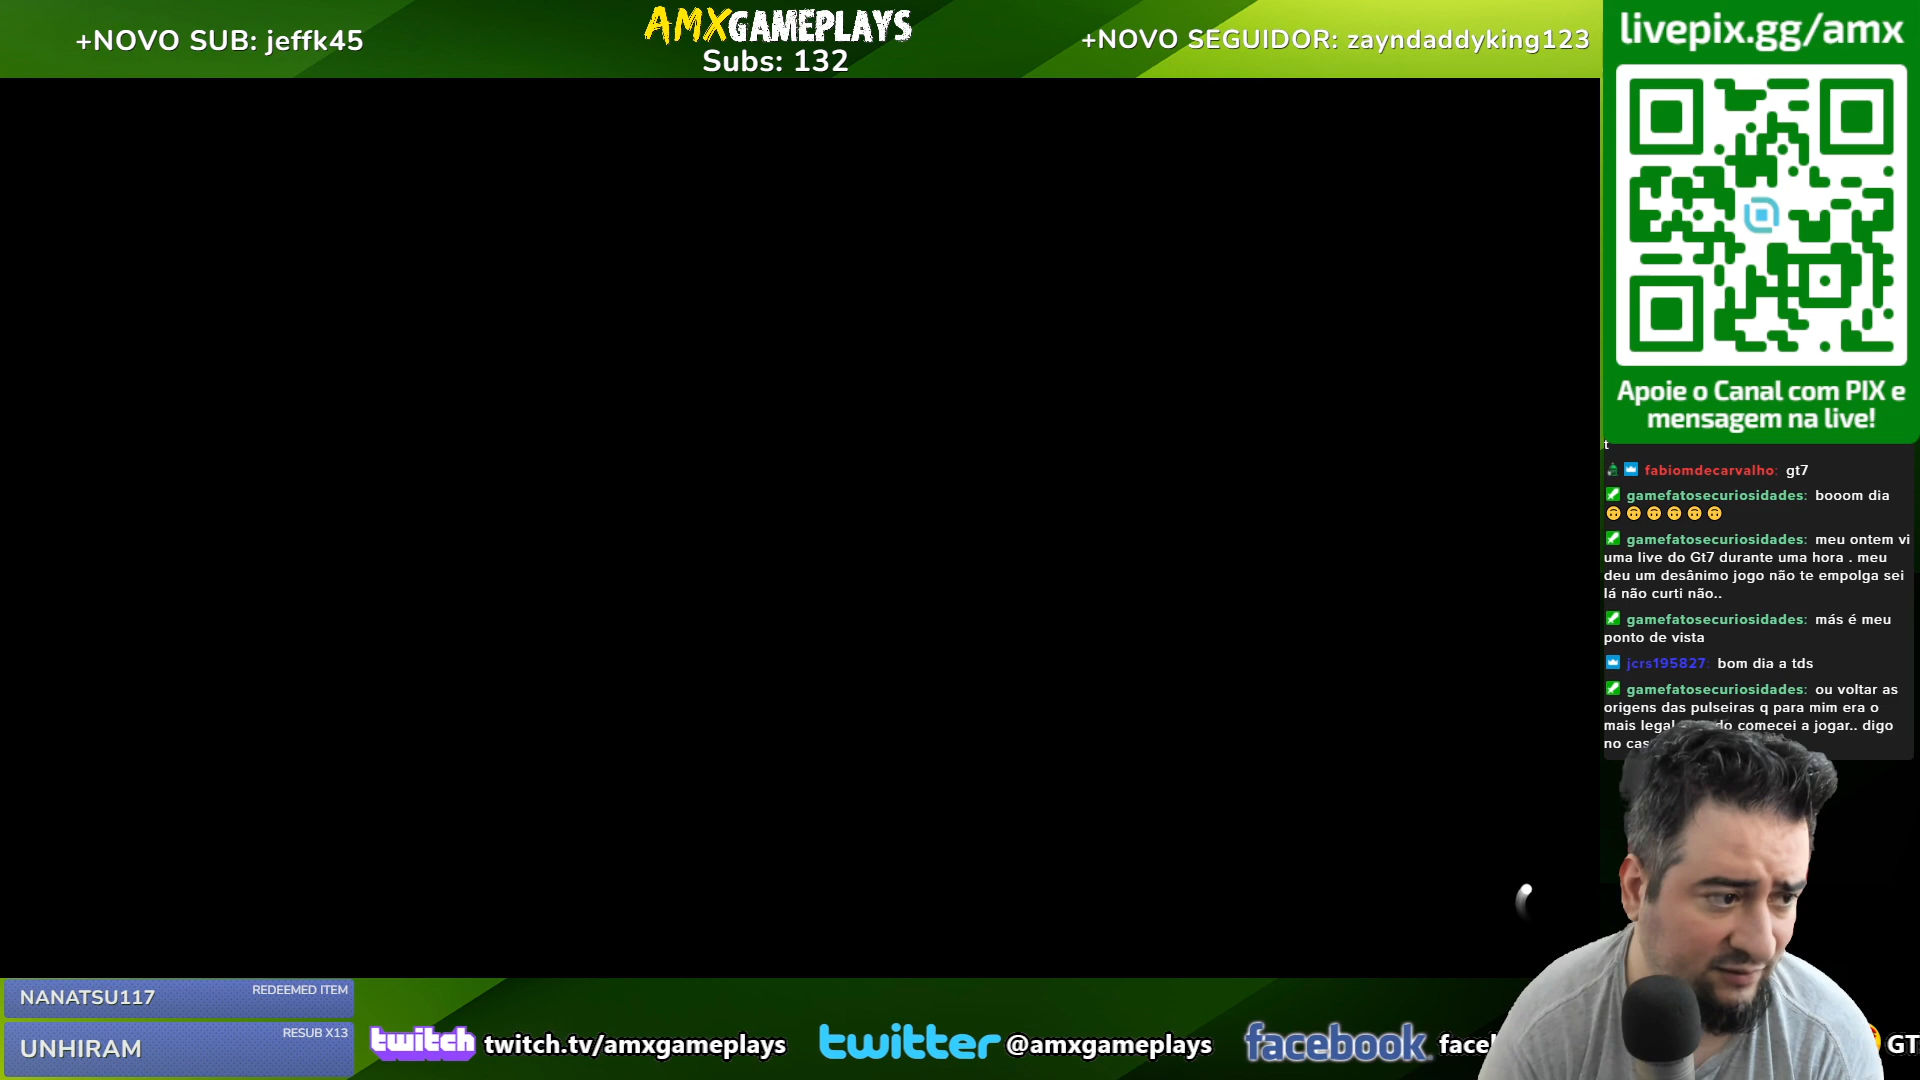 +NOVO SUB: jeffk45
AMXGAMEPLAYS
Subs: 132
+NOVO SEGUIDOR: zayndaddyking123
livepix.gg/amx
Apoie o Canal com PIX e
mensagem na live!
t
fabiomdecarvalho: gt7
gamefatosecuriosidades: booom dia
🙃 🙃 🙃 🙃 🙃 🙃
gamefatosecuriosidades: meu ontem vi
uma live do Gt7 durante uma hora . meu
deu um desânimo jogo não te empolga sei
lá não curti não..
gamefatosecuriosidades: más é meu
ponto de vista
jcrs195827: bom dia a tds
gamefatosecuriosidades: ou voltar as
origens das pulseiras q para mim era o
mais legal comecei a jogar.. digo
no
NANATSU117
REDEEMED ITEM
UNHIRAM
RESUB X13
twitch twitch.tv/amxgameplays
twitter @amxgameplays
facebook
GT